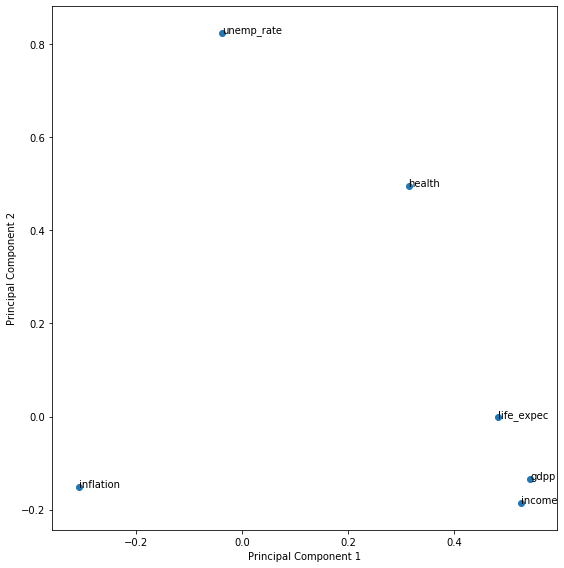 unemp_rate
0.8
0.6
health
0.4
Principal Component 2
0.2
life_expec
0.0
gdpp
inflation
income
−0.2
−0.2
0.0
0.2
0.4
Principal Component 1